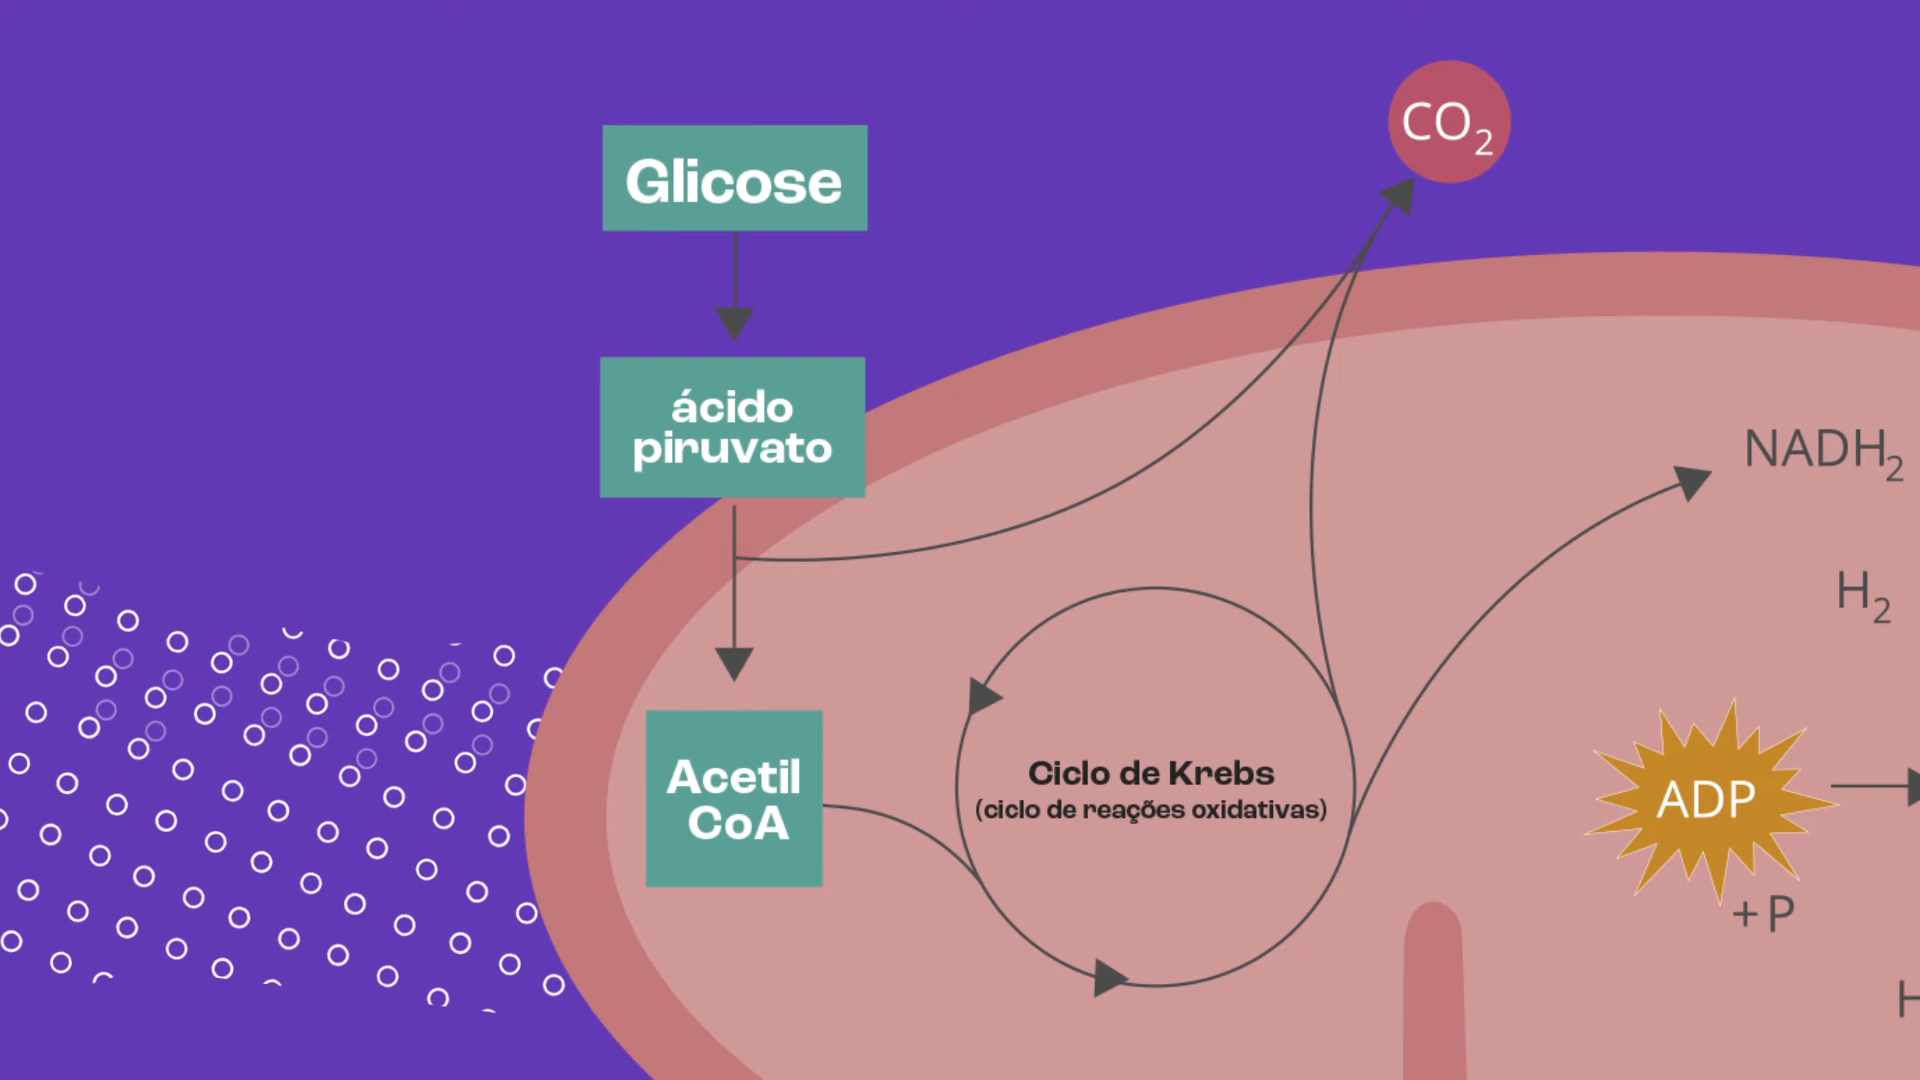 CO₂
Glicose
ácido
piruvato
NADH₂
H₂
Acetil
CoA
Ciclo de Krebs
(ciclo de reações oxidativas)
ADP
+P
H